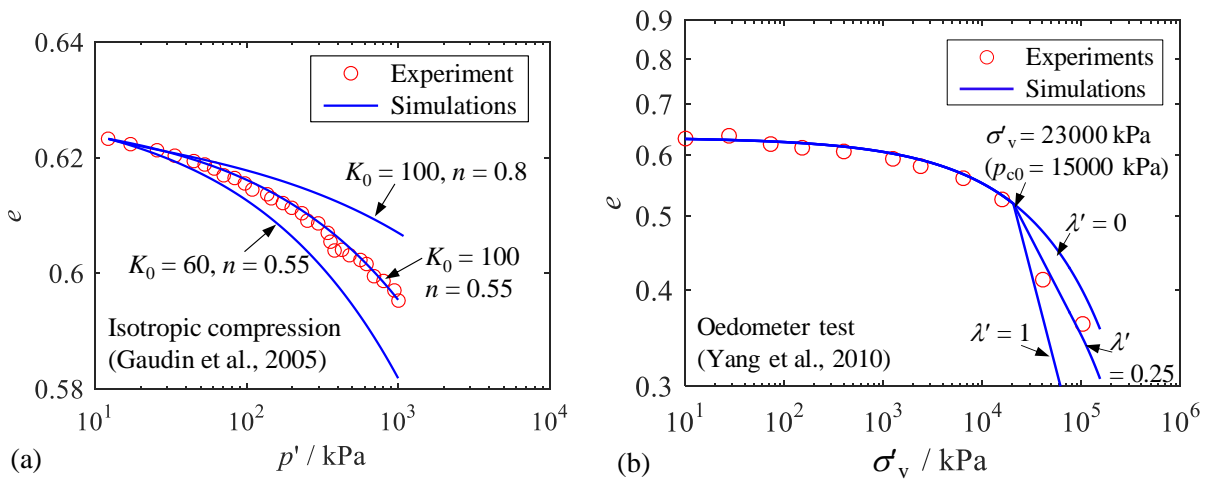 0.64
0.62
0.6
0.58
e
Experiment
Simulations
K0 = 100, n = 0.8
K0 = 60, n = 0.55
K0 = 100
n = 0.55
Isotropic compression
(Gaudin et al., 2005)
10^1 10^2 10^3 10^4
p' / kPa
(a)
0.9
0.8
0.7
0.6
0.5
0.4
0.3
e
Experiments
Simulations
σ'v = 23000 kPa
(pc0 = 15000 kPa)
λ' = 0
λ' = 1
λ'
= 0.25
Oedometer test
(Yang et al., 2010)
10^1 10^2 10^3 10^4 10^5 10^6
σ'v / kPa
(b)